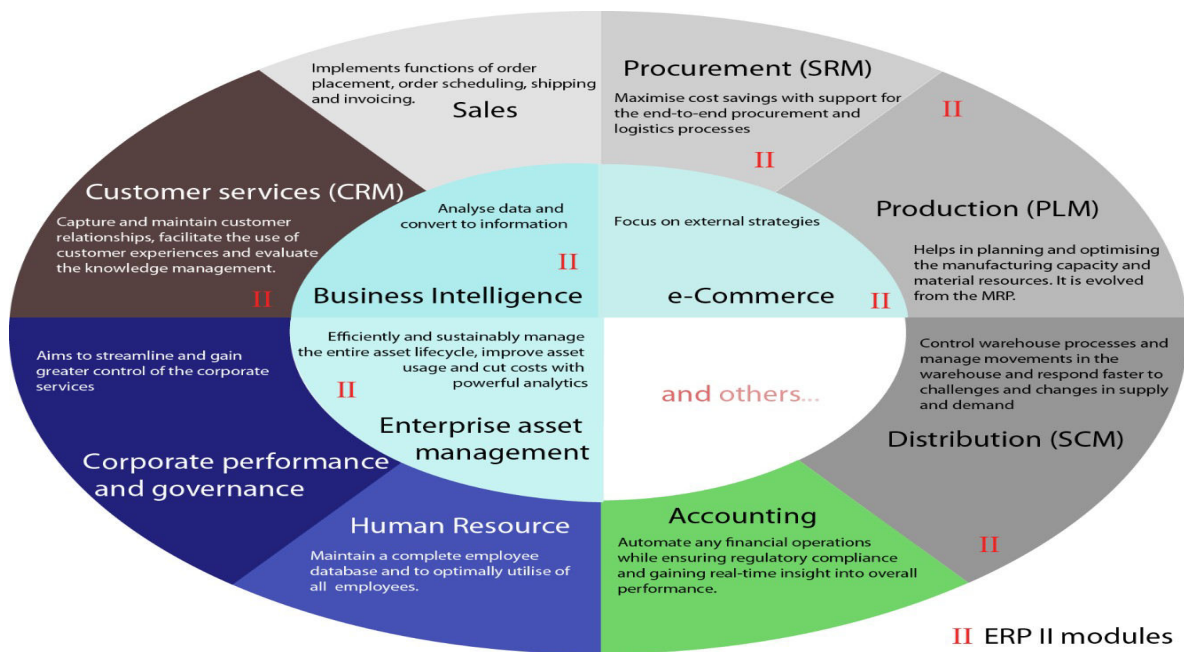 Implements functions of order
placement, order scheduling, shipping
and invoicing.
Sales
Procurement (SRM)
Maximise cost savings with support for
the end-to-end procurement and
logistics processes
II
II
Customer services (CRM)
Capture and maintain customer
relationships, facilitate the use of
customer experiences and evaluate
the knowledge management.
II
Analyse data and
convert to information
II
Business Intelligence
Focus on external strategies
e-Commerce
II
Production (PLM)
Helps in planning and optimising
the manufacturing capacity and
material resources. It is evolved
from the MRP.
Aims to streamline and gain
greater control of the corporate
services
Corporate performance
and governance
Efficiently and sustainably manage
the entire asset lifecycle, improve asset
usage and cut costs with
powerful analytics
II
Enterprise asset
management
and others...
Control warehouse processes and
manage movements in the
warehouse and respond faster to
challenges and changes in supply
and demand
Distribution (SCM)
II
Human Resource
Maintain a complete employee
database and to optimally utilise of
all employees.
Accounting
Automate any financial operations
while ensuring regulatory compliance
and gaining real-time insight into overall
performance.
II ERP II modules